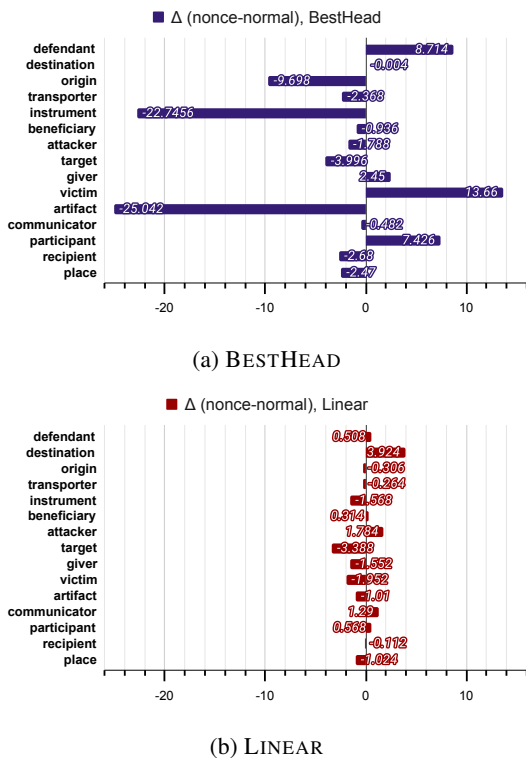 Δ (nonce-normal), BestHead
defendant 8.714
destination -0.004
origin -9.698
transporter -2.368
instrument -22.7456
beneficiary -0.936
attacker -1.788
target -3.996
giver 2.45
victim 13.66
artifact -25.042
communicator -0.482
participant 7.426
recipient -2.68
place -2.47
-20 -10 0 10
(a) BESTHEAD
Δ (nonce-normal), Linear
defendant 0.508
destination 3.924
origin -0.306
transporter -0.264
instrument -1.568
beneficiary 0.314
attacker 1.784
target -3.388
giver -1.552
victim -1.952
artifact -1.01
communicator 1.29
participant 0.568
recipient -0.112
place -1.024
-20 -10 0 10
(b) LINEAR